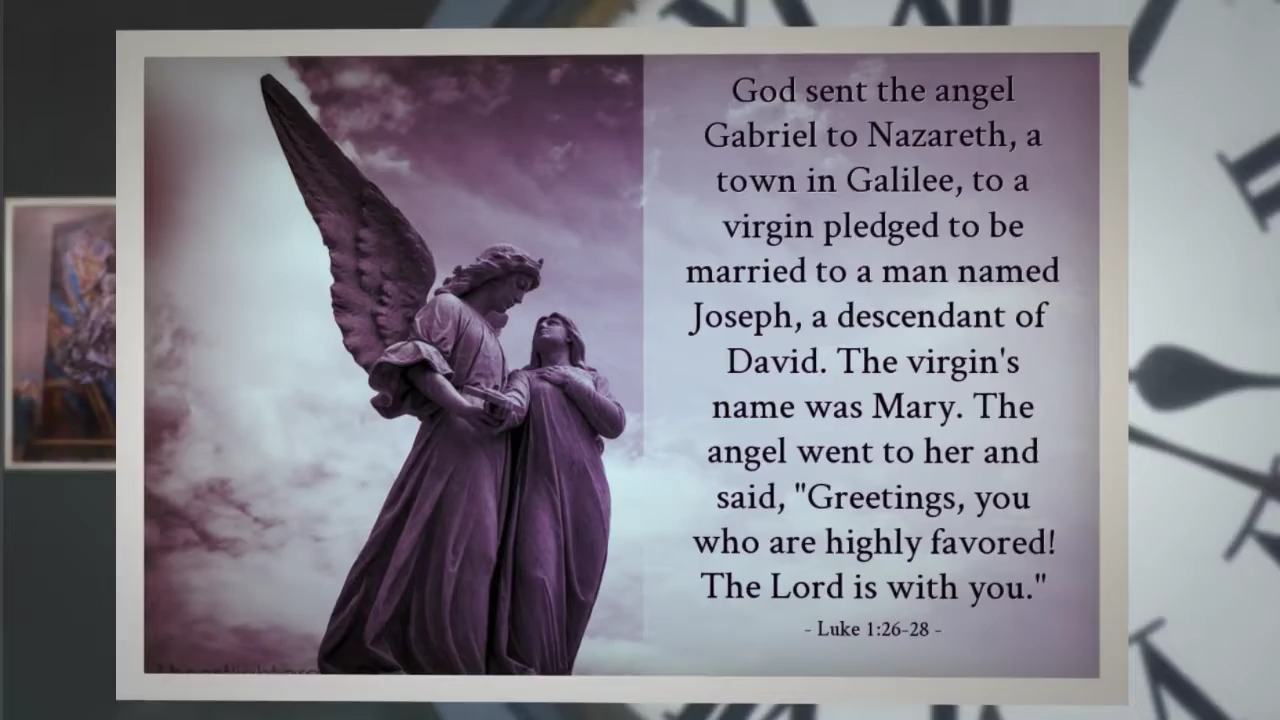 God sent the angel
Gabriel to Nazareth, a
town in Galilee, to a
virgin pledged to be
married to a man named
Joseph, a descendant of
David. The virgin's
name was Mary. The
angel went to her and
said, "Greetings, you
who are highly favored!
The Lord is with you."
- Luke 1:26-28 -